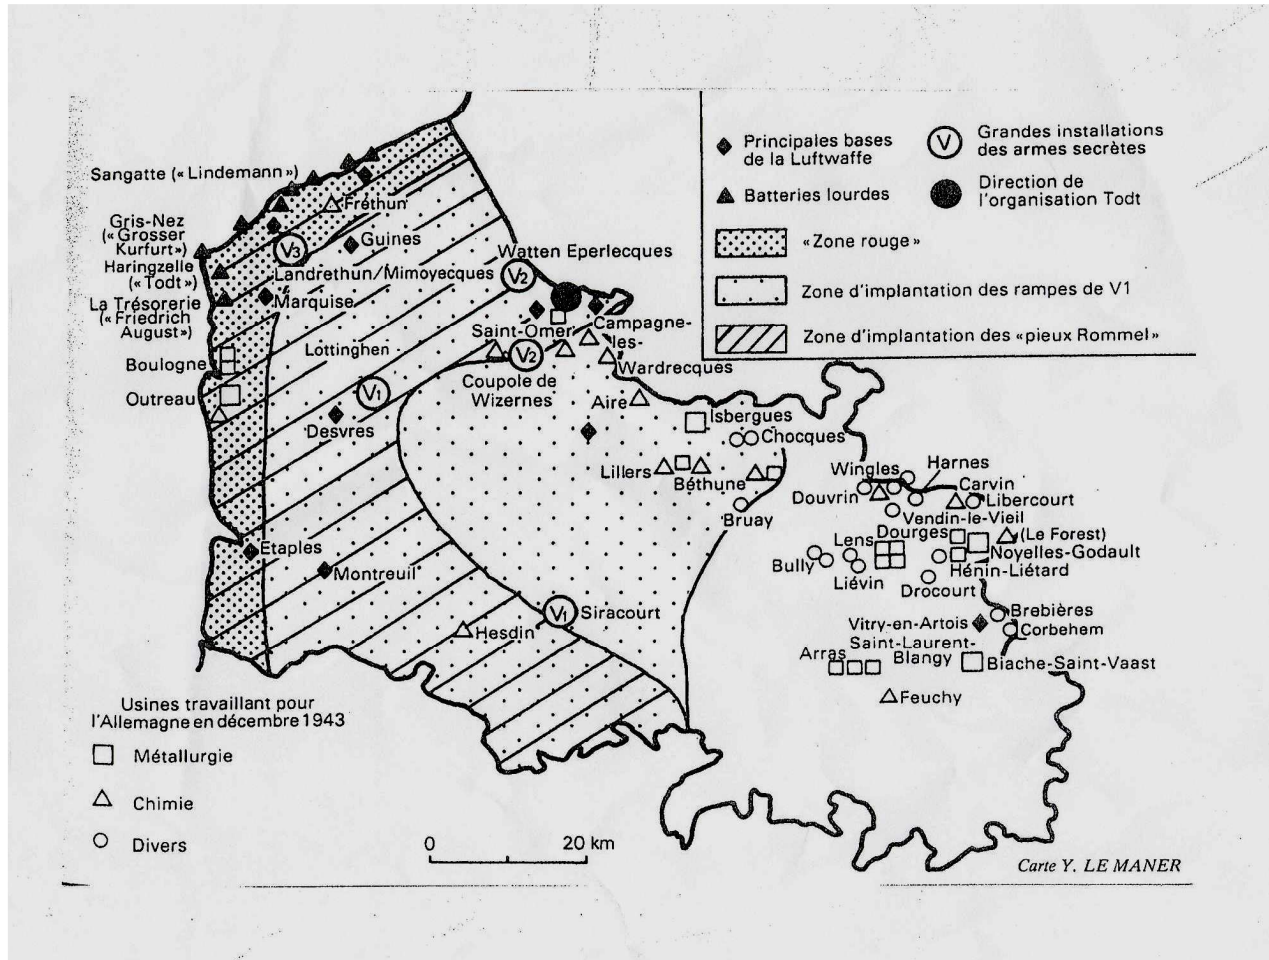 Principales bases
de la Luftwaffe
Batteries lourdes
Grandes installations
des armes secrètes
Direction de
l'organisation Todt
«Zone rouge»
Zone d'implantation des rampes de V1
Zone d'implantation des «pieux Rommel»
Sangatte («Lindemann»)
Fréthun
Gris-Nez
(«Grosser
Kurfurt»)
V3
Guines
Haringzelle
(«Todt»)
Landrethun/Mimoyecques
Watten Eperlecques
V2
La Trésorerie
(«Friedrich
August»)
Marquise
Saint-Omer
Campagne-
les-
Wardrecques
Lottinghen
V2
Coupole de
Wizernes
Boulogne
Outreau
V1
Desvres
Aire
Isbergues
Chocques
Lillers
Béthune
Bruay
Wingles
Harnes
Douvrin
Carvin
Libercourt
Vendin-le-Vieil
Lens
Dourges
(Le Forest)
Noyelles-Godault
Bully
Liévin
Hénin-Liétard
Drocourt
Etaples
Montreuil
V1
Siracourt
Hesdin
Brebières
Vitry-en-Artois
Corbehem
Arras
Saint-Laurent-
Blangy
Biache-Saint-Vaast
Feuchy
Usines travaillant pour
l'Allemagne en décembre 1943
Métallurgie
Chimie
Divers
0
20 km
Carte Y. LE MANER